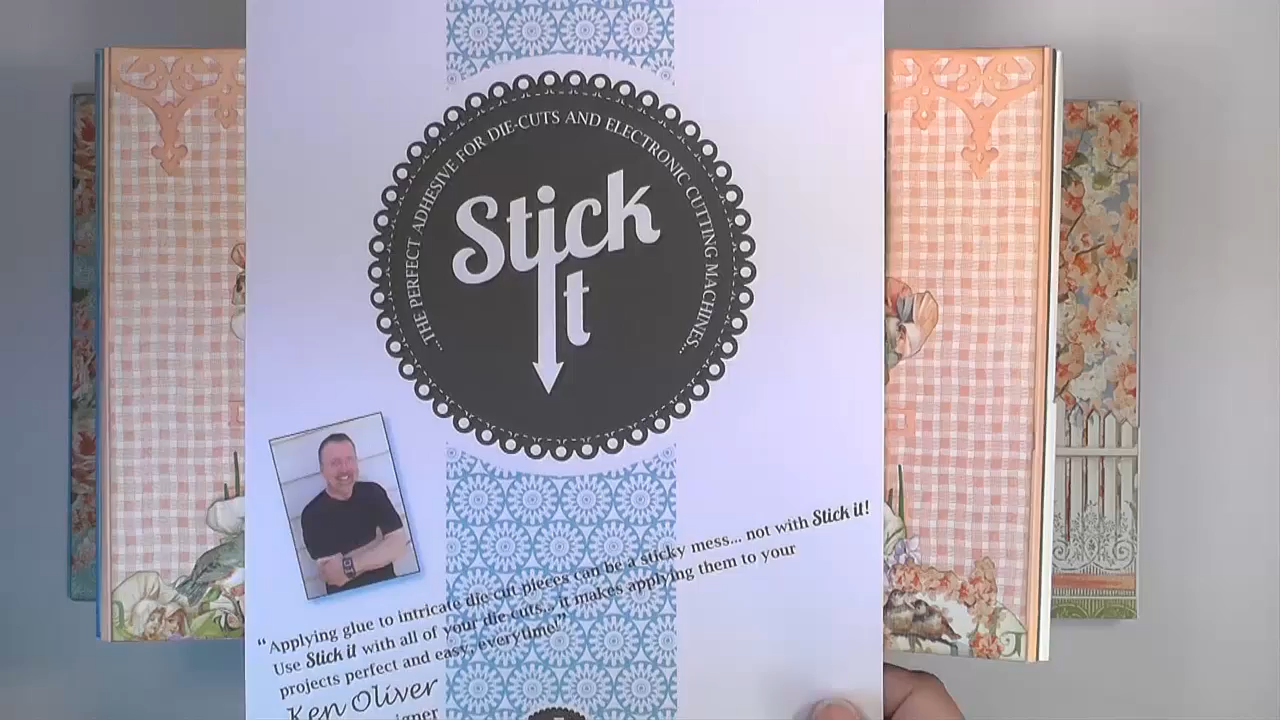 ...THE PERFECT ADHESIVE FOR DIE-CUTS AND ELECTRONIC CUTTING MACHINES...
Stick
it
“Applying glue to intricate die cut pieces can be a sticky mess... not with Stick it!
Use Stick it with all of your die cuts... it makes applying them to your
projects perfect and easy, everytime!”
Ken Oliver